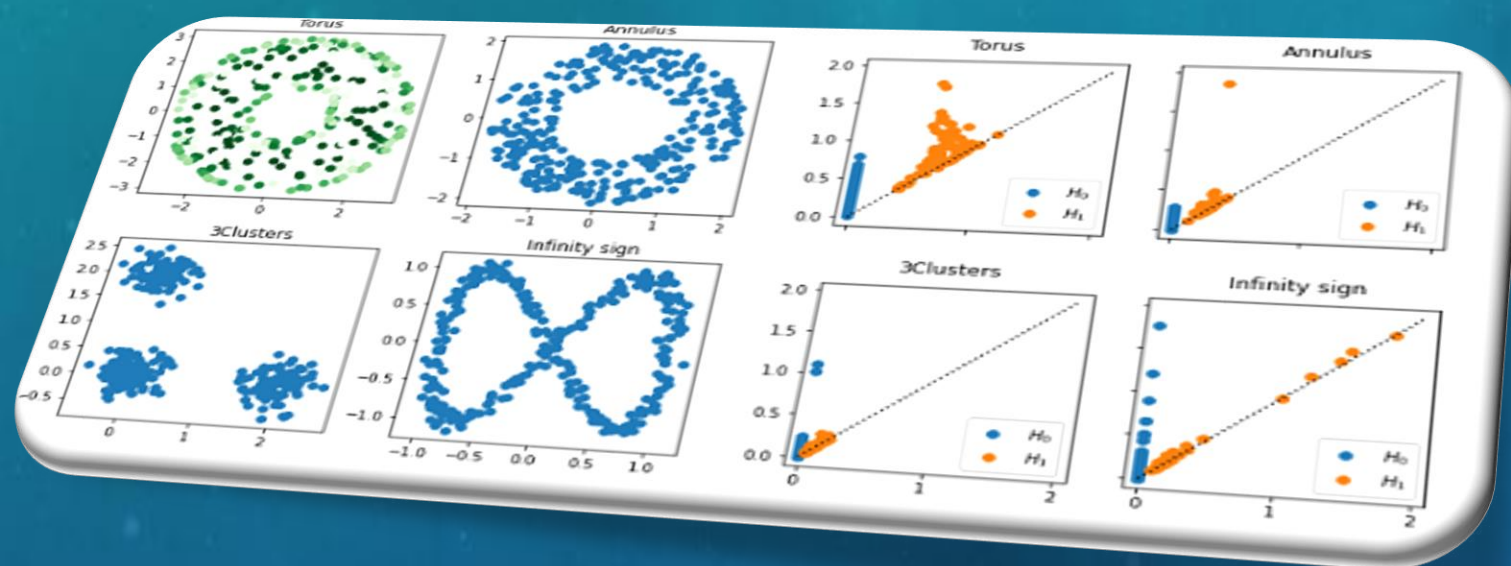 Torus
3
2
1
0
−1
−2
−3
−2 0 2
Annulus
2
1
0
−1
−2
−2 −1 0 1 2
Torus
2.0
1.5
1.0
0.5
0.0
H₀
H₁
Annulus
H₀
H₁
3Clusters
2.5
2.0
1.5
1.0
0.5
0.0
−0.5
0 1 2
Infinity sign
1.0
0.5
0.0
−0.5
−1.0
−1.0 −0.5 0.0 0.5 1.0
3Clusters
2.0
1.5
1.0
0.5
0.0
0 1 2
H₀
H₁
Infinity sign
0 1 2
H₀
H₁